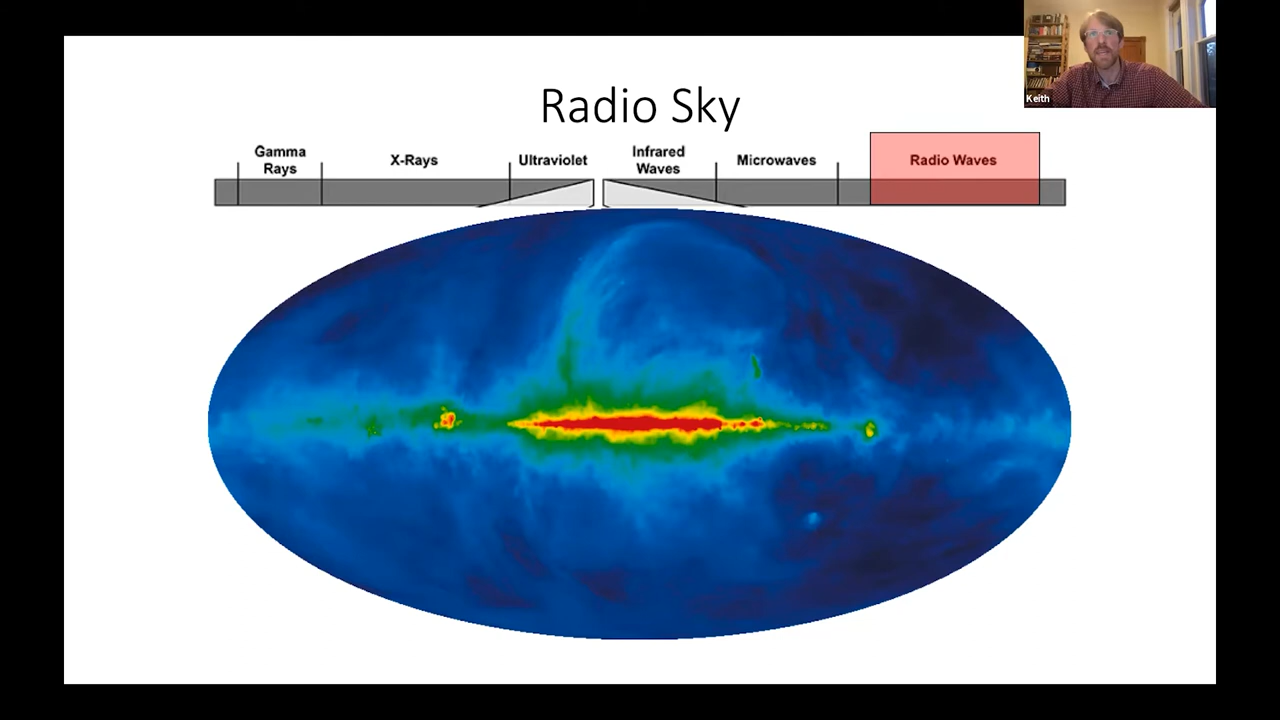 Radio Sky
Gamma
Rays
X-Rays
Ultraviolet
Infrared
Waves
Microwaves
Radio Waves
Keith